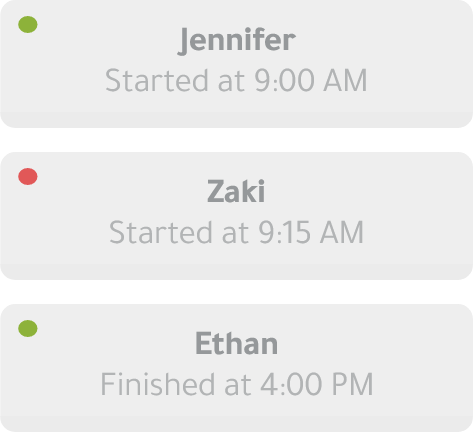 Jennifer
Started at 9:00 AM
Zaki
Started at 9:15 AM
Ethan
Finished at 4:00 PM